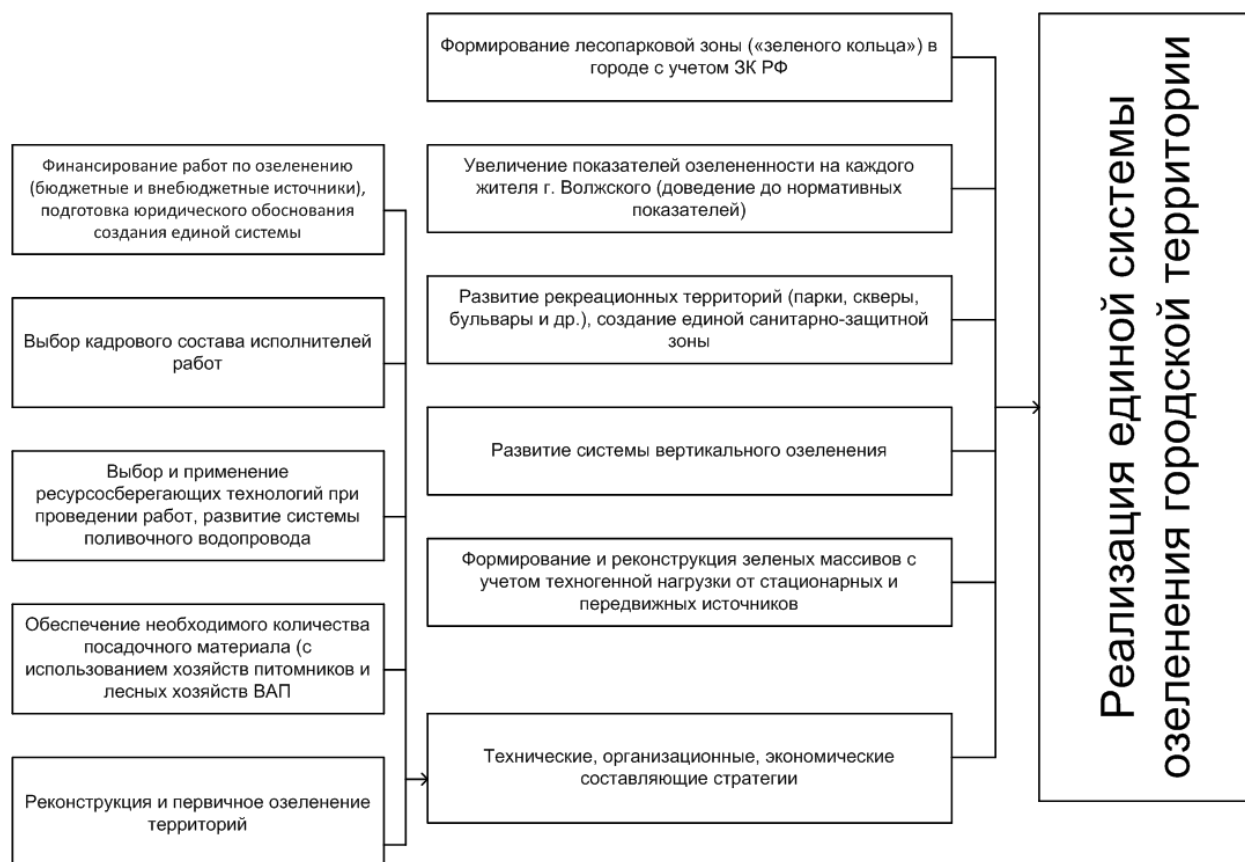 Финансирование работ по озеленению
(бюджетные и внебюджетные источники),
подготовка юридического обоснования
создания единой системы
Выбор кадрового состава исполнителей
работ
Выбор и применение
ресурсосберегающих технологий при
проведении работ, развитие системы
поливочного водопровода
Обеспечение необходимого количества
посадочного материала (с
использованием хозяйств питомников и
лесных хозяйств ВАП
Реконструкция и первичное озеленение
территорий
Формирование лесопарковой зоны («зеленого кольца») в
городе с учетом ЗК РФ
Увеличение показателей озелененности на каждого
жителя г. Волжского (доведение до нормативных
показателей)
Развитие рекреационных территорий (парки, скверы,
бульвары и др.), создание единой санитарно-защитной
зоны
Развитие системы вертикального озеленения
Формирование и реконструкция зеленых массивов с
учетом техногенной нагрузки от стационарных и
передвижных источников
Технические, организационные, экономические
составляющие стратегии
Реализация единой системы
озеленения городской территории